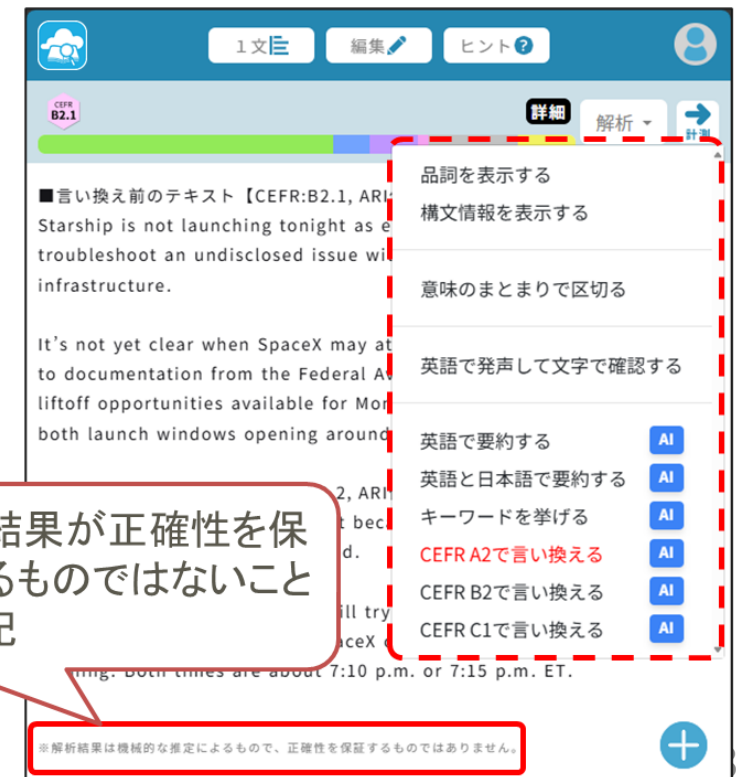 1文
編集
ヒント?
CEFR
B2.1
詳細
解析
計測
■言い換え前のテキスト【CEFR:B2.1, ARI
Starship is not launching tonight as e
troubleshoot an undisclosed issue wi
infrastructure.
It's not yet clear when SpaceX may at
to documentation from the Federal Av
liftoff opportunities available for Mor
both launch windows opening around
2, ARI
t beca
d.
ill try
aceX
Both times are about 7:10 p.m. or 7:15 p.m. ET.
品詞を表示する
構文情報を表示する
意味のまとまりで区切る
英語で発声して文字で確認する
英語で要約する AI
英語と日本語で要約する AI
キーワードを挙げる AI
CEFR A2で言い換える AI
CEFR B2で言い換える AI
CEFR C1で言い換える AI
結果が正確性を保
るものではないこと
記
※解析結果は機械的な推定によるもので、正確性を保証するものではありません。